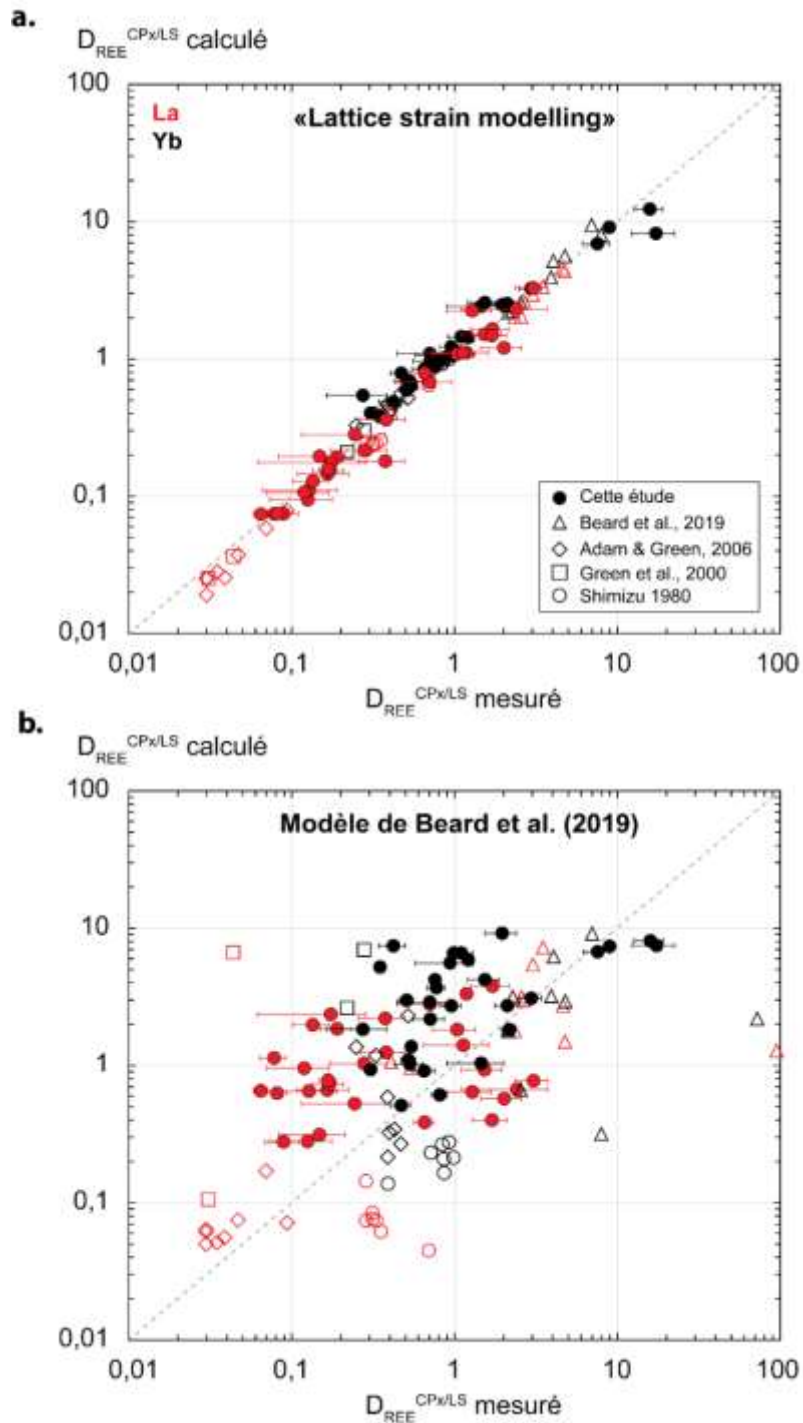 a.
D_REE^CPx/LS calculé
100
La
Yb
«Lattice strain modelling»
10
1
0,1
Cette étude
Beard et al., 2019
Adam & Green, 2006
Green et al., 2000
Shimizu 1980
0,01
0,01 0,1 1 10 100
D_REE^CPx/LS mesuré
b.
D_REE^CPx/LS calculé
100
Modèle de Beard et al. (2019)
10
1
0,1
0,01
0,01 0,1 1 10 100
D_REE^CPx/LS mesuré